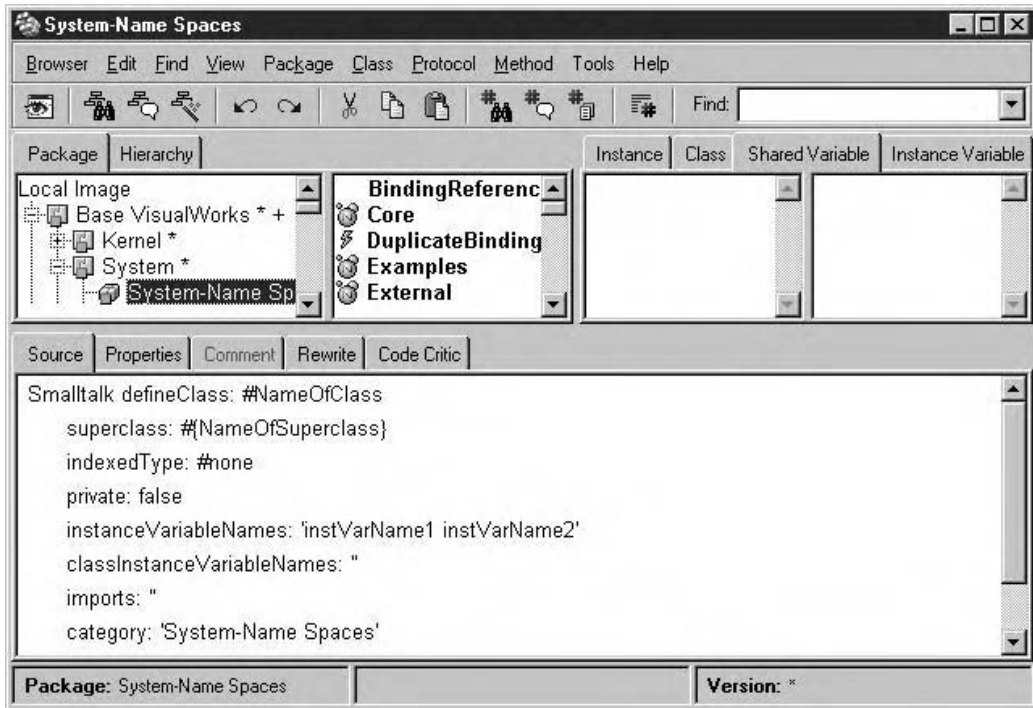 System-Name Spaces
Browser Edit Find View Package Class Protocol Method Tools Help
Find:
Package Hierarchy
Instance Class Shared Variable Instance Variable
Local Image
Base VisualWorks * +
Kernel *
System *
System-Name Sp
BindingReferenc
Core
DuplicateBinding
Examples
External
Source Properties Comment Rewrite Code Critic
Smalltalk defineClass: #NameOfClass
superclass: #{NameOfSuperclass}
indexedType: #none
private: false
instanceVariableNames: 'instVarName1 instVarName2'
classInstanceVariableNames: ''
imports: ''
category: 'System-Name Spaces'
Package: System-Name Spaces
Version: *